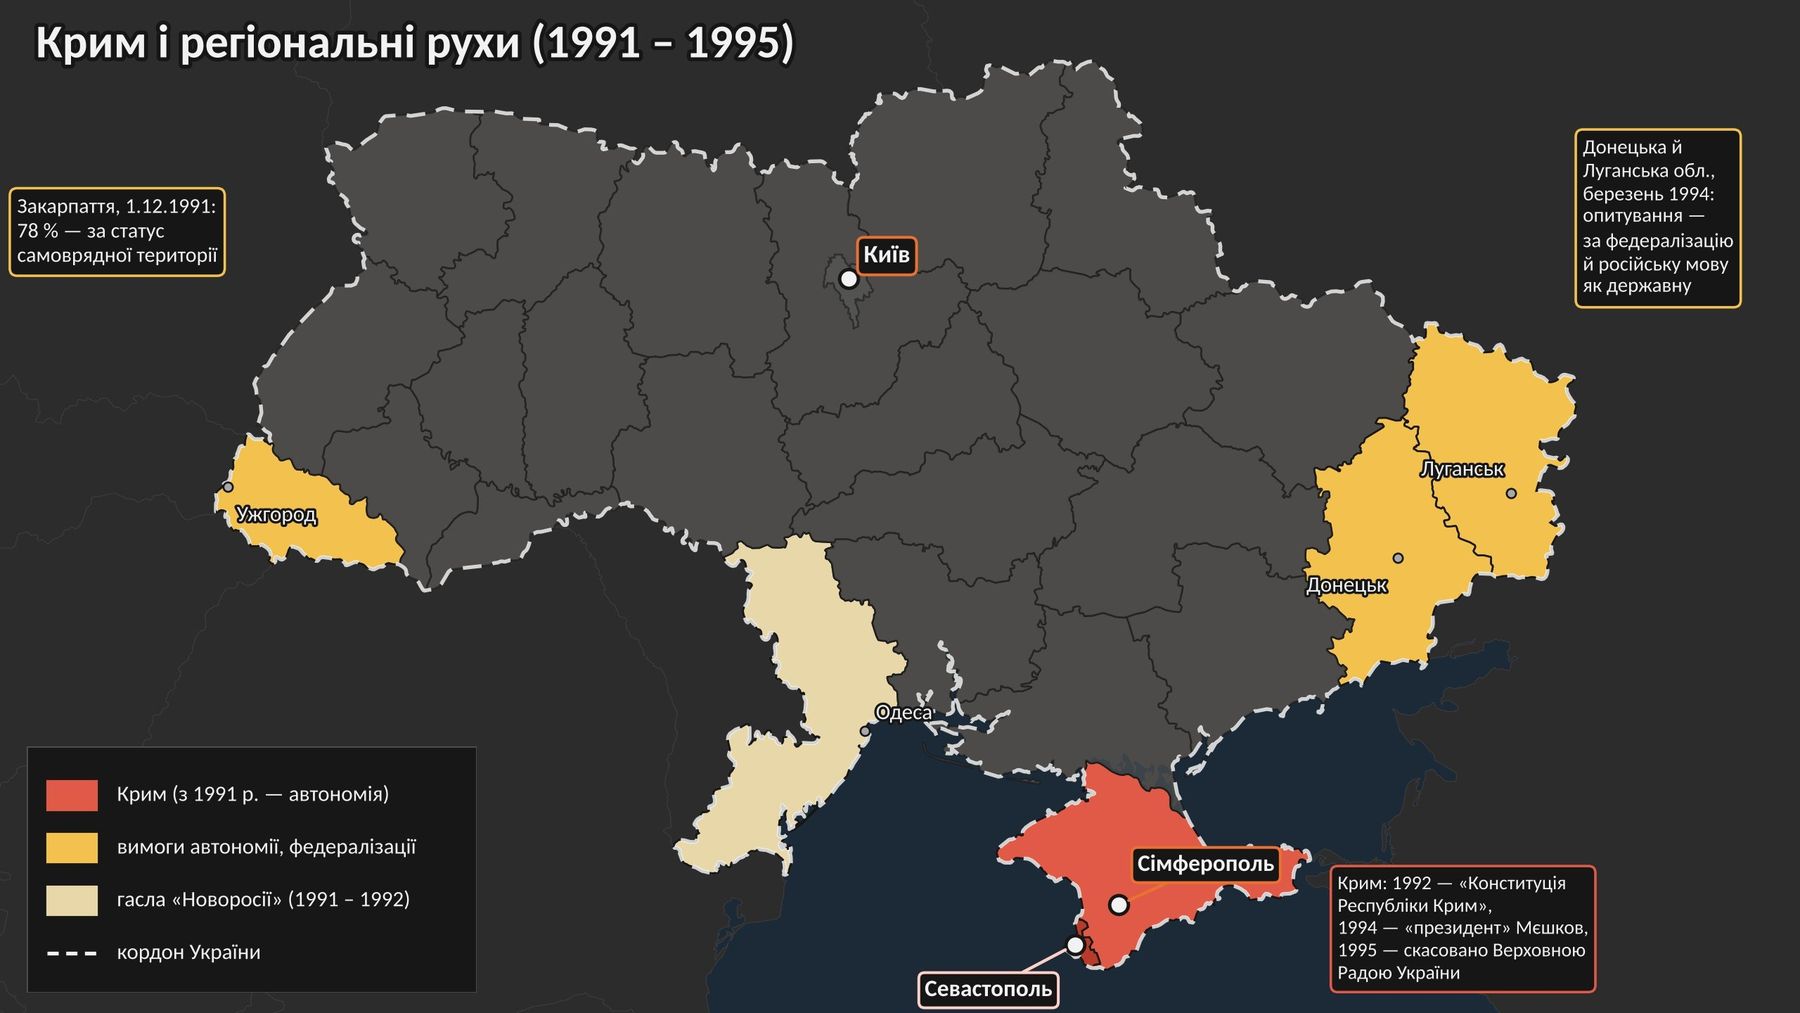 Крим і регіональні рухи (1991 – 1995)
Закарпаття, 1.12.1991:
78 % — за статус
самоврядної території
Донецька й
Луганська обл.,
березень 1994:
опитування —
за федералізацію
й російську мову
як державну
Київ
Луганськ
Ужгород
Донецьк
Одеса
Сімферополь
Севастополь
Крим (з 1991 р. — автономія)
вимоги автономії, федералізації
гасла «Новоросії» (1991 – 1992)
кордон України
Крим: 1992 — «Конституція
Республіки Крим»,
1994 — «президент» Мєшков,
1995 — скасовано Верховною
Радою України